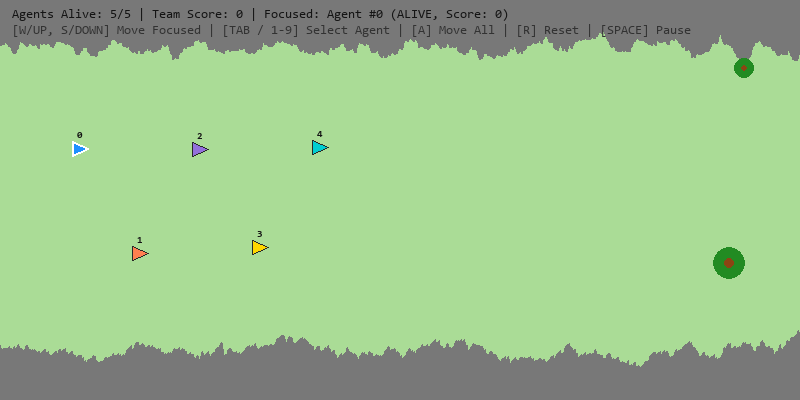 Agents Alive: 5/5 | Team Score: 0 | Focused: Agent #0 (ALIVE, Score: 0)
[W/UP, S/DOWN] Move Focused | [TAB / 1-9] Select Agent | [A] Move All | [R] Reset | [SPACE] Pause
0
2
4
1
3